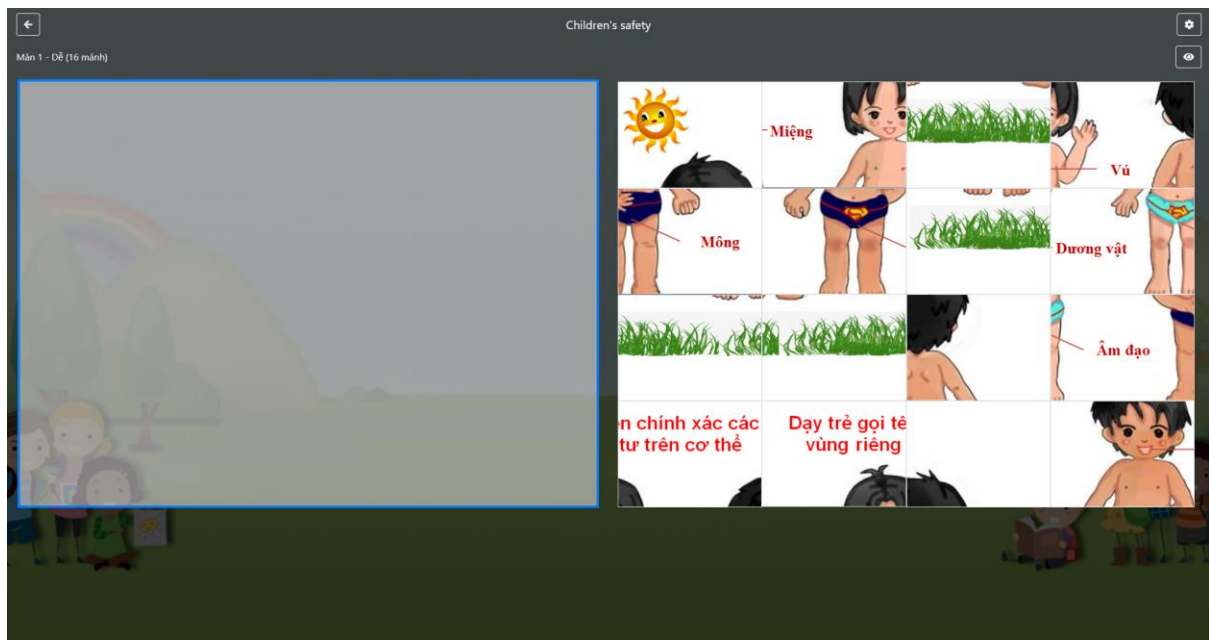 Children's safety
Màn 1 - Dễ (16 mảnh)
Miệng
Vú
Mông
Dương vật
Âm đạo
n chính xác các
tư trên cơ thể
Dạy trẻ gọi tê
vùng riêng